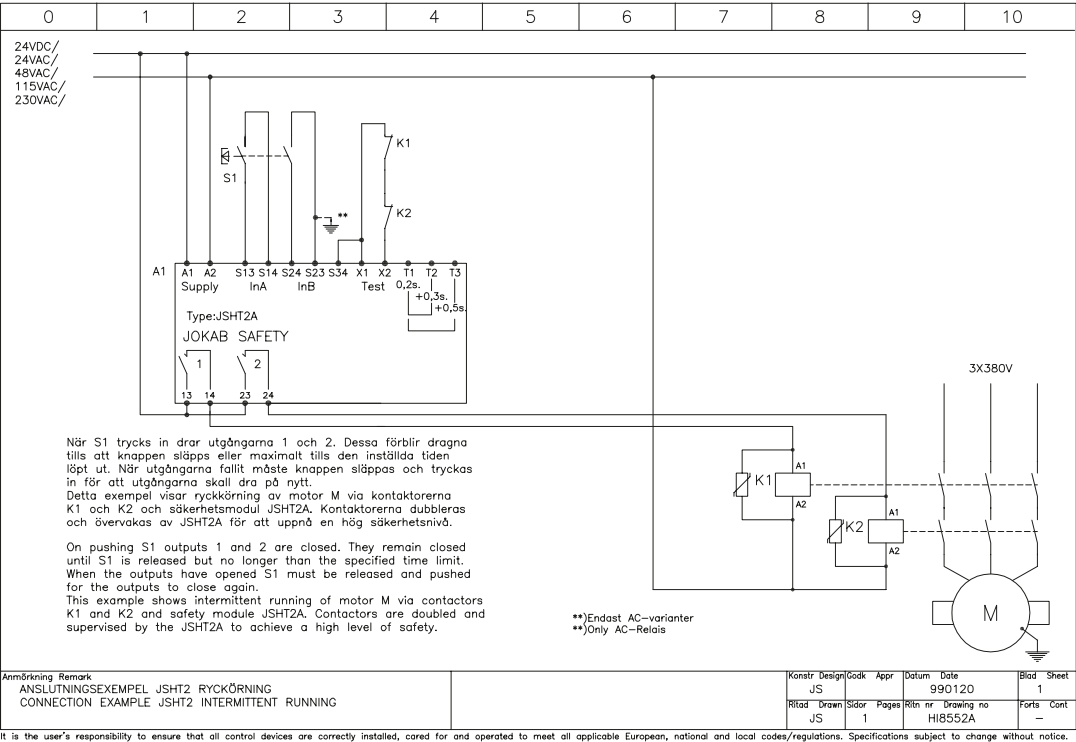 0 1 2 3 4 5 6 7 8 9 10
24VDC/
24VAC/
48VAC/
115VAC/
230VAC/
K1
S1
K2
**
A1
A1 A2 S13 S14 S24 S23 S34 X1 X2 T1 T2 T3
Supply InA InB Test 0,2s.
+0,3s.
+0,5s.
Type:JSHT2A
JOKAB SAFETY
1 2
13 14 23 24
3X380V
När S1 trycks in drar utgångarna 1 och 2. Dessa förblir dragna
tills att knappen släpps eller maximalt tills den inställda tiden
löpt ut. När utgångarna fallit måste knappen släppas och tryckas
in för att utgångarna skall dra på nytt.
Detta exempel visar ryckkörning av motor M via kontaktorerna
K1 och K2 och säkerhetsmodul JSHT2A. Kontaktorerna dubbleras
och övervakas av JSHT2A för att uppnå en hög säkerhetsnivå.
On pushing S1 outputs 1 and 2 are closed. They remain closed
until S1 is released but no longer than the specified time limit.
When the outputs have opened S1 must be released and pushed
for the outputs to close again.
This example shows intermittent running of motor M via contactors
K1 and K2 and safety module JSHT2A. Contactors are doubled and
supervised by the JSHT2A to achieve a high level of safety.
A1
K1
A2
A1
K2
A2
M
**)Endast AC-varianter
**)Only AC-Relais
Anmörkning Remark
ANSLUTNINGSEXEMPEL JSHT2 RYCKÖRNING
CONNECTION EXAMPLE JSHT2 INTERMITTENT RUNNING
Konstr Design Godk Appr Datum Date Blad Sheet
JS 990120 1
Ritad Drawn Sidor Pages Ritn nr Drawing no Forts Cont
JS 1 HI8552A -
It is the user's responsibility to ensure that all control devices are correctly installed, cared for and operated to meet all applicable European, national and local codes/regulations. Specifications subject to change without notice.